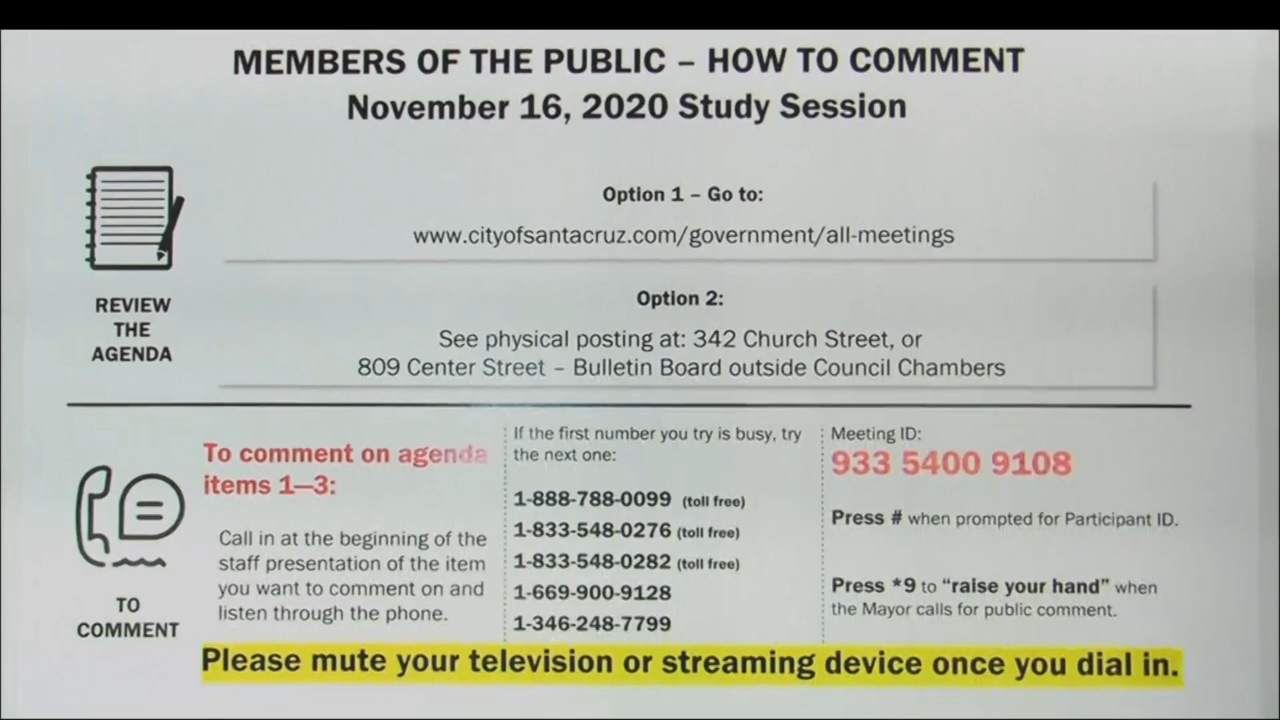 MEMBERS OF THE PUBLIC – HOW TO COMMENT
November 16, 2020 Study Session
Option 1 – Go to:
www.cityofsantacruz.com/government/all-meetings
REVIEW
THE
AGENDA
Option 2:
See physical posting at: 342 Church Street, or
809 Center Street – Bulletin Board outside Council Chambers
To comment on agenda
items 1—3:
Call in at the beginning of the
staff presentation of the item
you want to comment on and
listen through the phone.
TO
COMMENT
If the first number you try is busy, try
the next one:
1-888-788-0099 (toll free)
1-833-548-0276 (toll free)
1-833-548-0282 (toll free)
1-669-900-9128
1-346-248-7799
Meeting ID:
933 5400 9108
Press # when prompted for Participant ID.
Press *9 to “raise your hand” when
the Mayor calls for public comment.
Please mute your television or streaming device once you dial in.